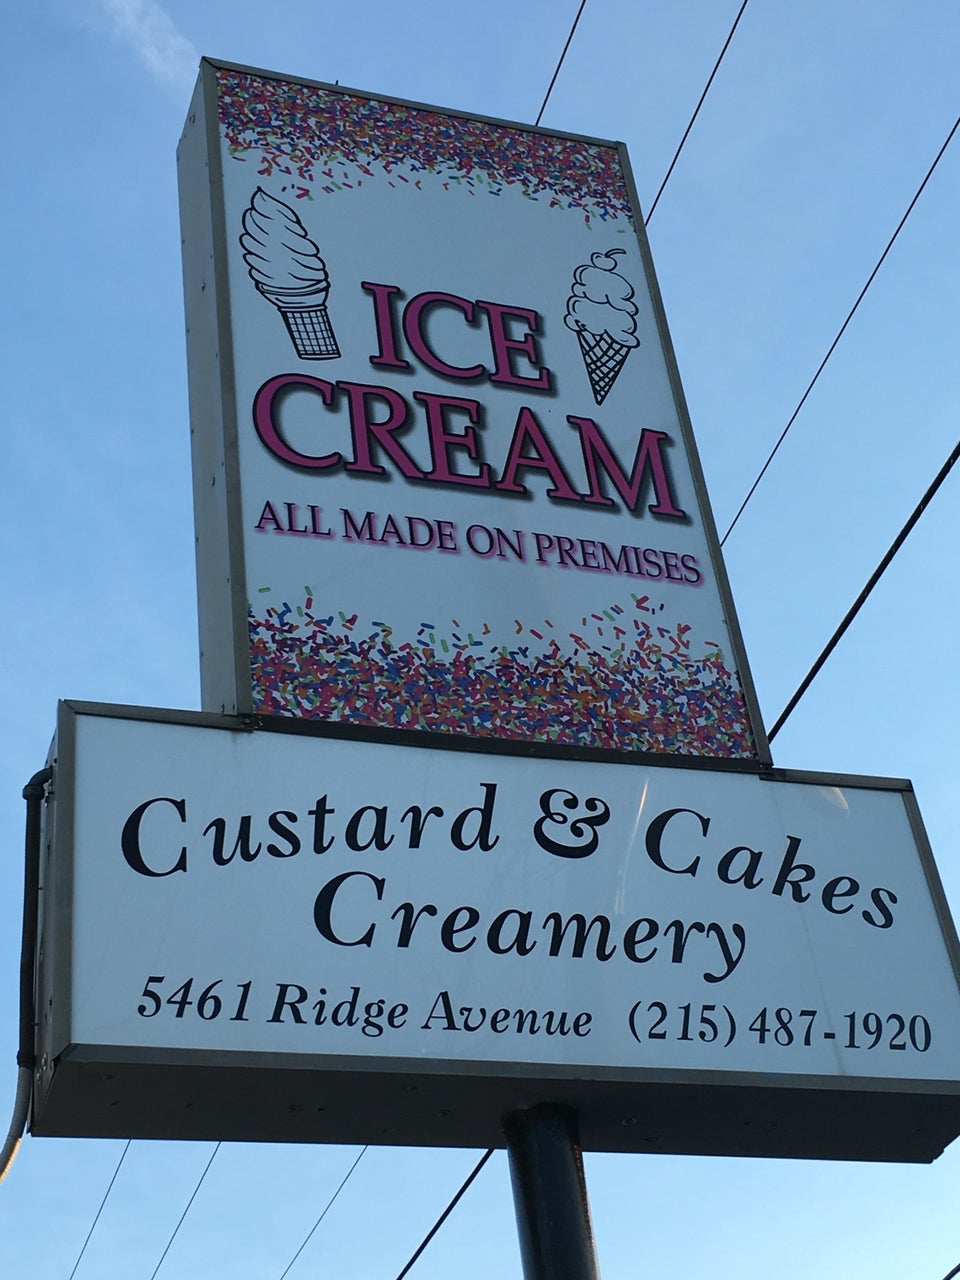 ICE
CREAM
ALL MADE ON PREMISES
Custard & Cakes
Creamery
5461 Ridge Avenue (215) 487-1920